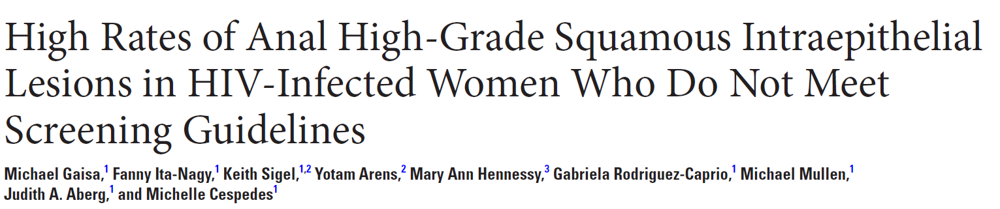 High Rates of Anal High-Grade Squamous Intraepithelial
Lesions in HIV-Infected Women Who Do Not Meet
Screening Guidelines
Michael Gaisa,1 Fanny Ita-Nagy,1 Keith Sigel,1,2 Yotam Arens,2 Mary Ann Hennessy,3 Gabriela Rodriguez-Caprio,1 Michael Mullen,1
Judith A. Aberg,1 and Michelle Cespedes1